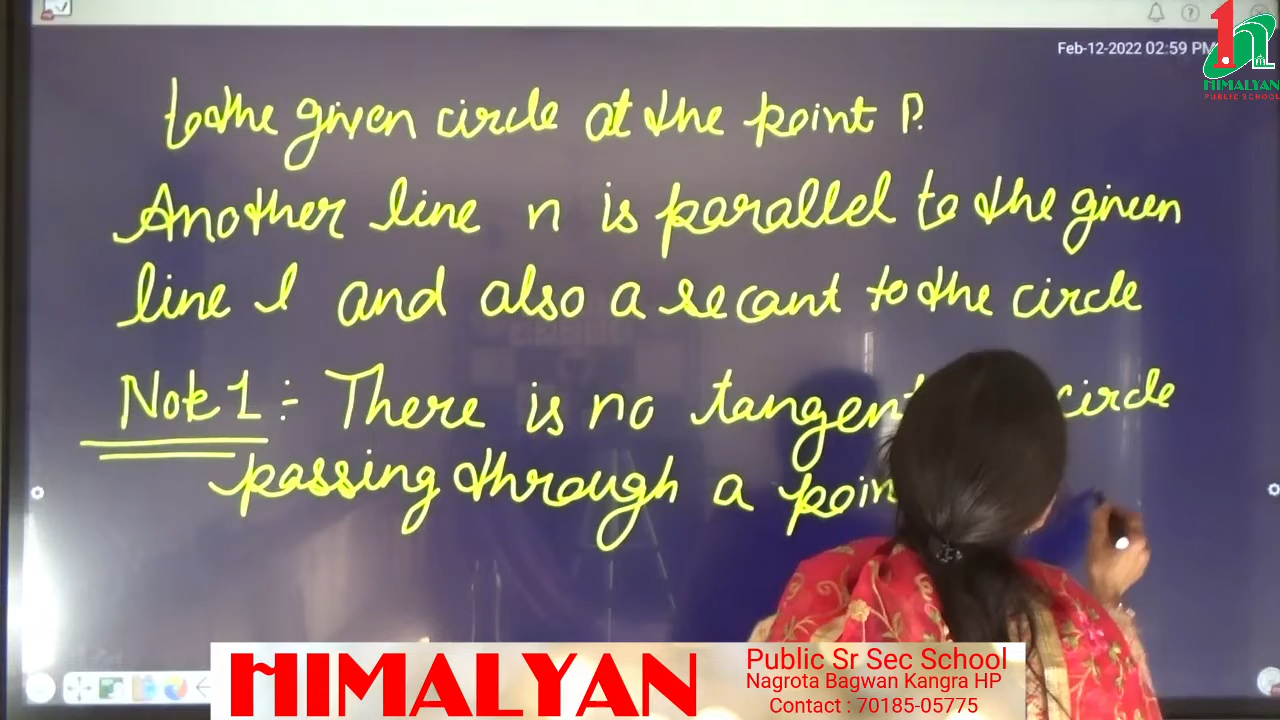 Feb-12-2022 02:59 PM
HIMALYAN
PUBLIC SCHOOL
to the given circle at the point P.
Another line n is parallel to the given
line l and also a secant to the circle
Note 1 :- There is no tangent circle
passing through a poin
HIMALYAN
Public Sr Sec School
Nagrota Bagwan Kangra HP
Contact : 70185-05775